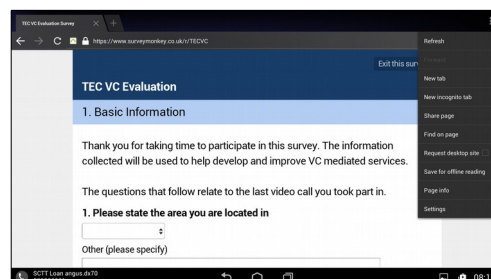 TEC VC Evaluation Survey
https://www.surveymonkey.co.uk/r/TECVC
Exit this sur
TEC VC Evaluation
1. Basic Information
Thank you for taking time to participate in this survey. The information
collected will be used to help develop and improve VC mediated services.
The questions that follow relate to the last video call you took part in.
1. Please state the area you are located in
Other (please specify)
Refresh
Forward
New tab
New incognito tab
Share page
Find on page
Request desktop site
Save for offline reading
Page info
Settings
SCTT Loan angus.dx70
08:1